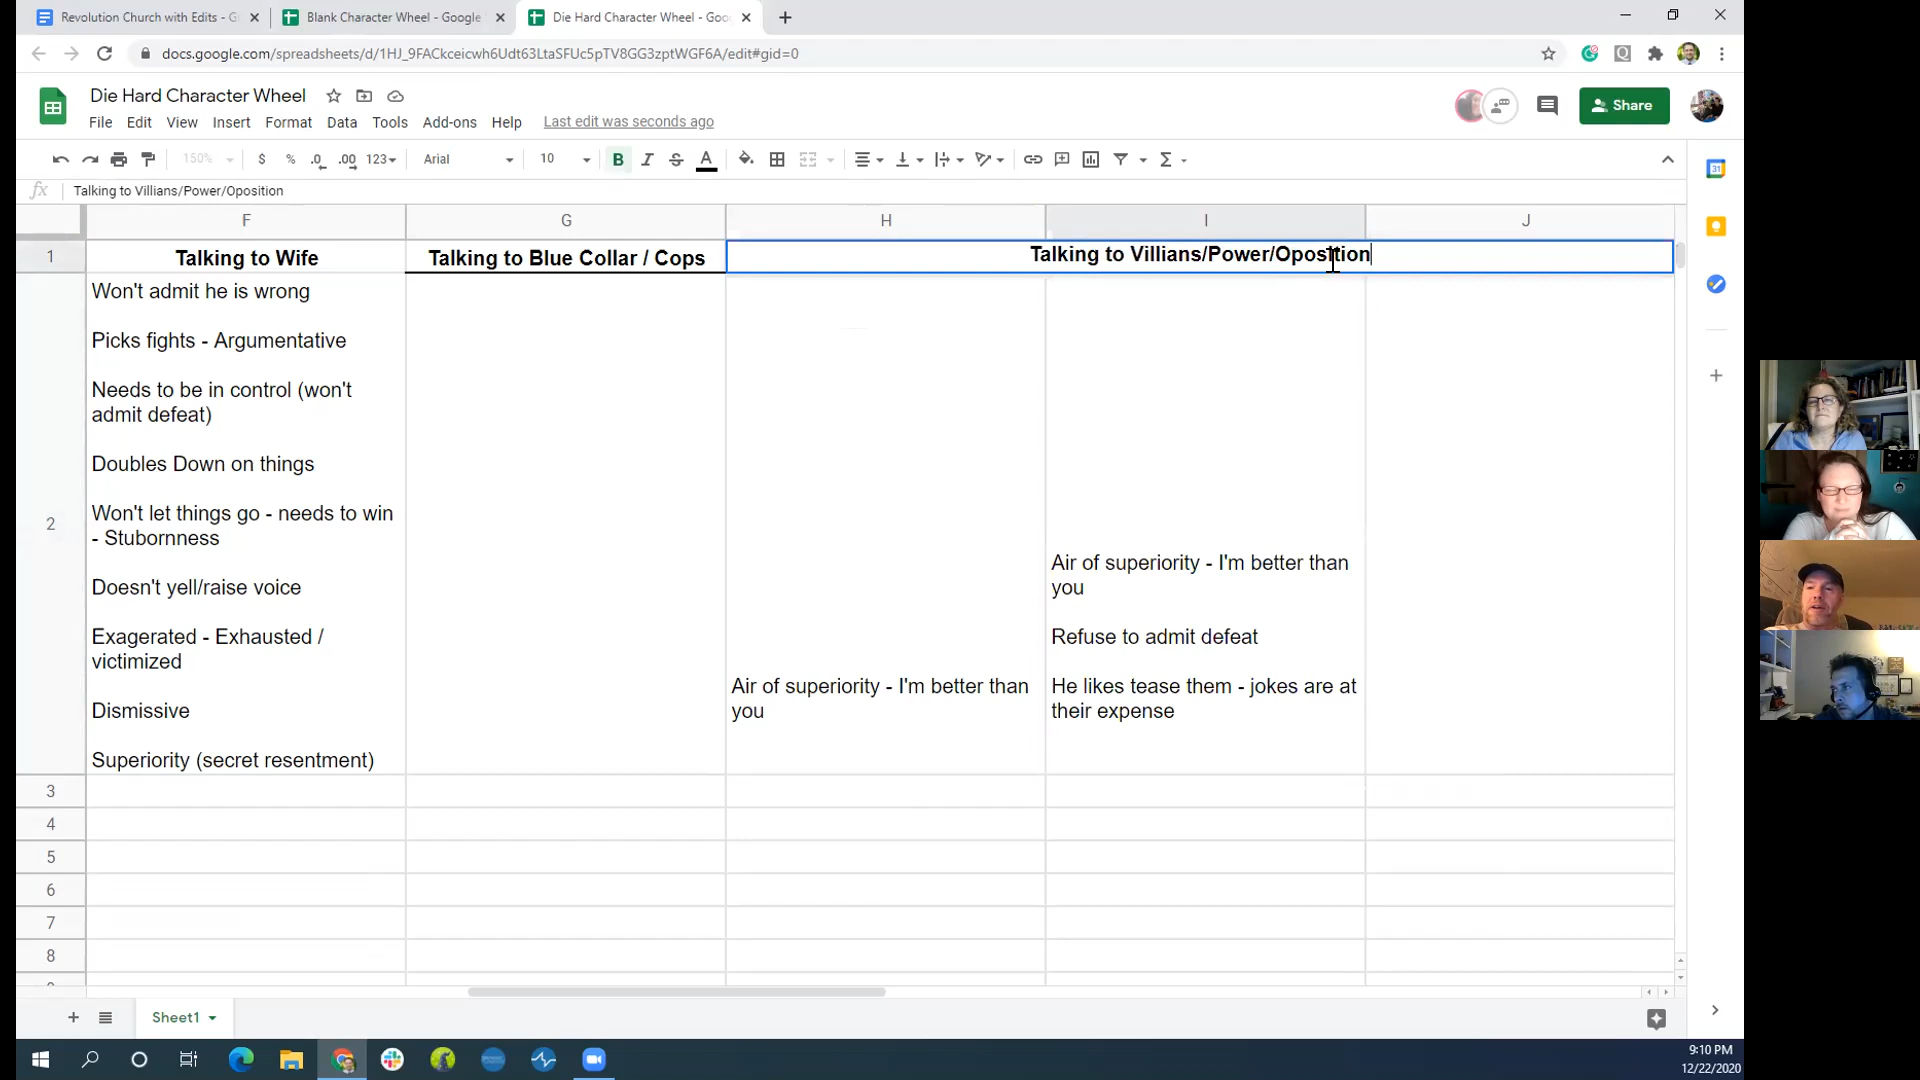 Revolution Church with Edits - G
Blank Character Wheel - Google
Die Hard Character Wheel - Goo
docs.google.com/spreadsheets/d/1HJ_9FACkceicwh6Udt63LtaSFUc5pTV8GG3zptWGF6A/edit#gid=0
Die Hard Character Wheel
File Edit View Insert Format Data Tools Add-ons Help Last edit was seconds ago
Share
150% $ % .0 .00 123 Arial 10 B I S A
fx Talking to Villians/Power/Oposition
F G H I J
1 Talking to Wife Talking to Blue Collar / Cops Talking to Villians/Power/Oposition
Won't admit he is wrong
Picks fights - Argumentative
Needs to be in control (won't
admit defeat)
Doubles Down on things
Won't let things go - needs to win
- Stubornness
Doesn't yell/raise voice
Exagerated - Exhausted /
victimized
Dismissive
Superiority (secret resentment)
Air of superiority - I'm better than
you
Air of superiority - I'm better than
you
Refuse to admit defeat
He likes tease them - jokes are at
their expense
2
3
4
5
6
7
8
Sheet1
31
9:10 PM
12/22/2020